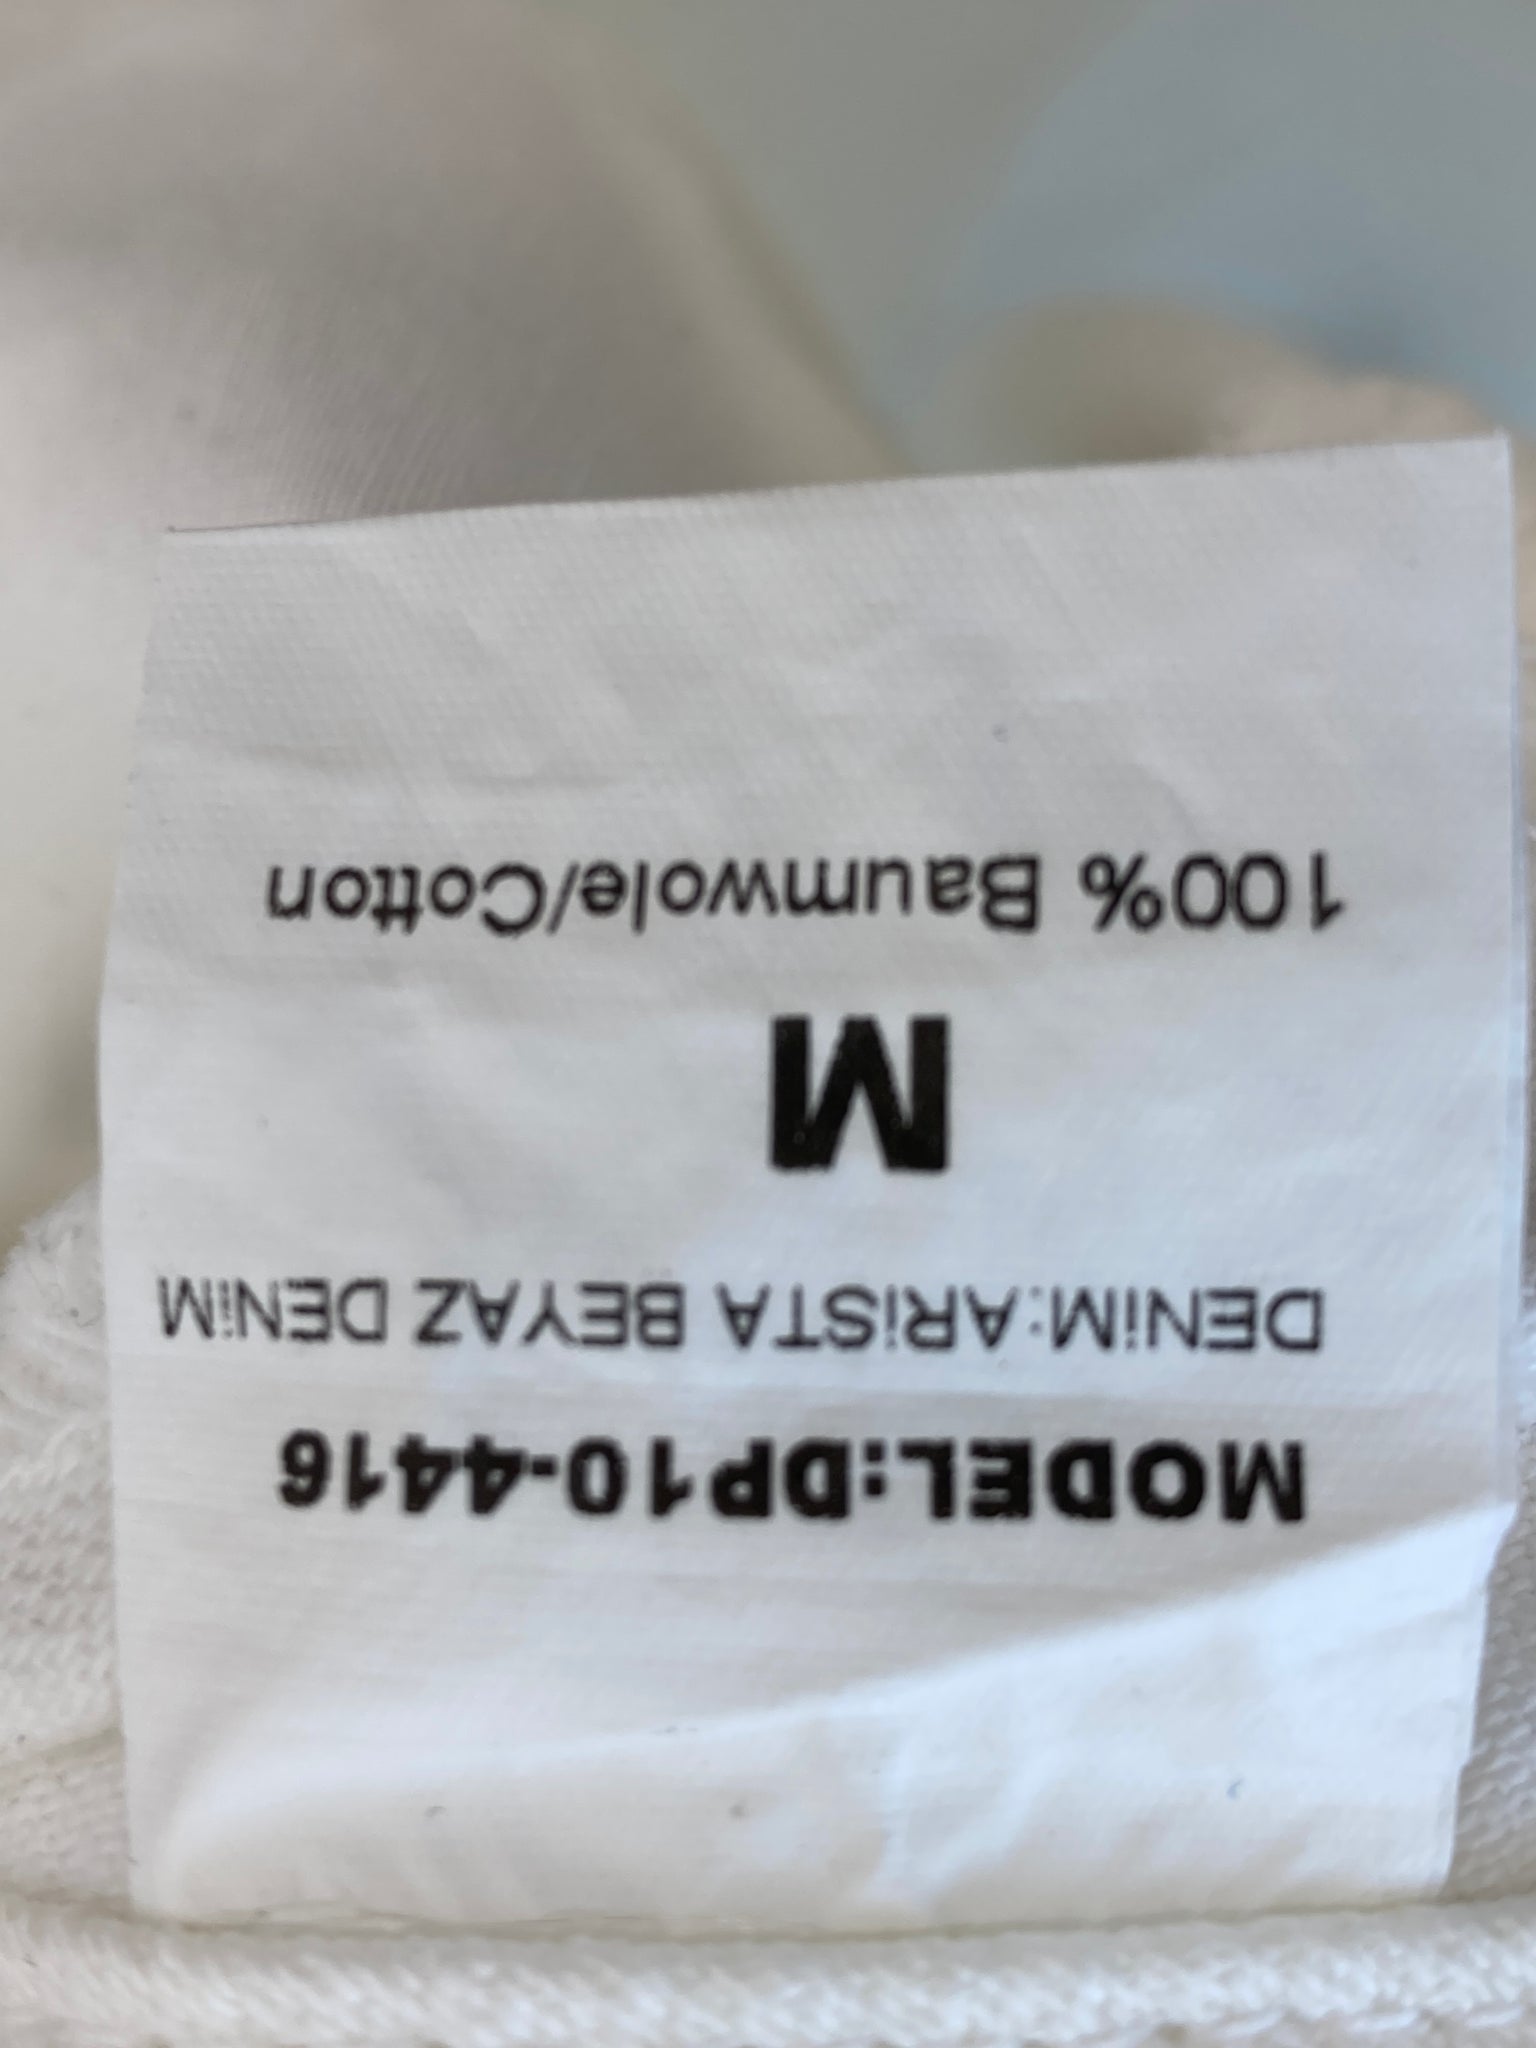 MODEL:DP10-4416
DENiM:ARiSTA BEYAZ DENiM
M
100% Baumwole/Cotton